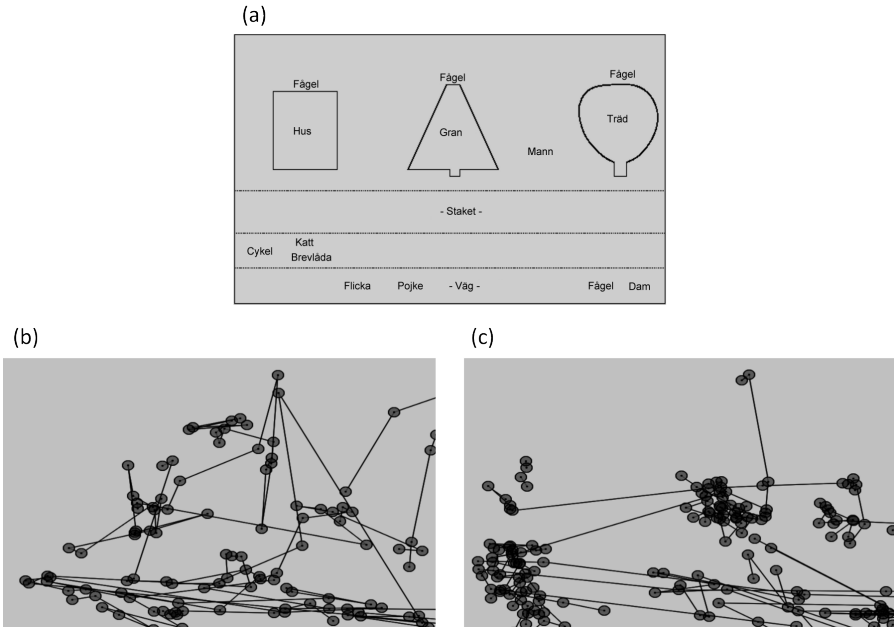 (a)
Fågel Fågel Fågel
Hus Gran Träd
Mann
- Staket -
Katt
Cykel
Brevlåda
Flicka Pojke - Väg - Fågel Dam
(b) (c)